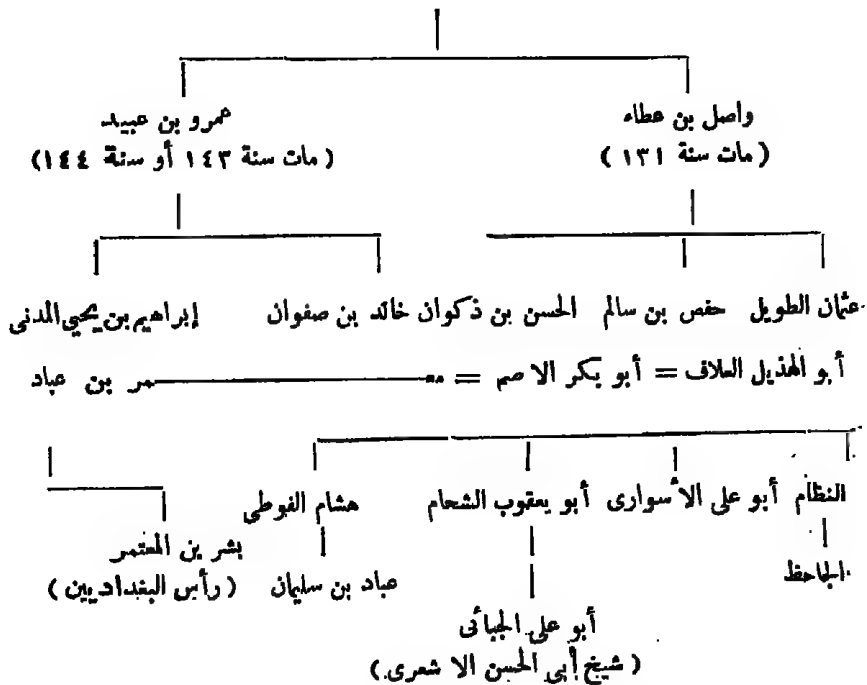 واصل بن عطاء
(مات سنة ١٣١)
عمرو بن عبيد
(مات سنة ١٤٣ أو سنة ١٤٤)
عثمان الطويل حفص بن سالم الحسن بن ذكوان خالد بن صفوان إبراهيم بن يحيى المدنى
أبو الهذيل العلاف = أبو بكر الاصم = معمر بن عباد
النظام أبو على الأسوارى أبو يعقوب الشحام هشام الفوطى
بشر بن المعتمر
(رأس البغداديين)
الجاحظ
عباد بن سليمان
أبو على الجبائى
(شيخ أبى الحسن الاشعرى)